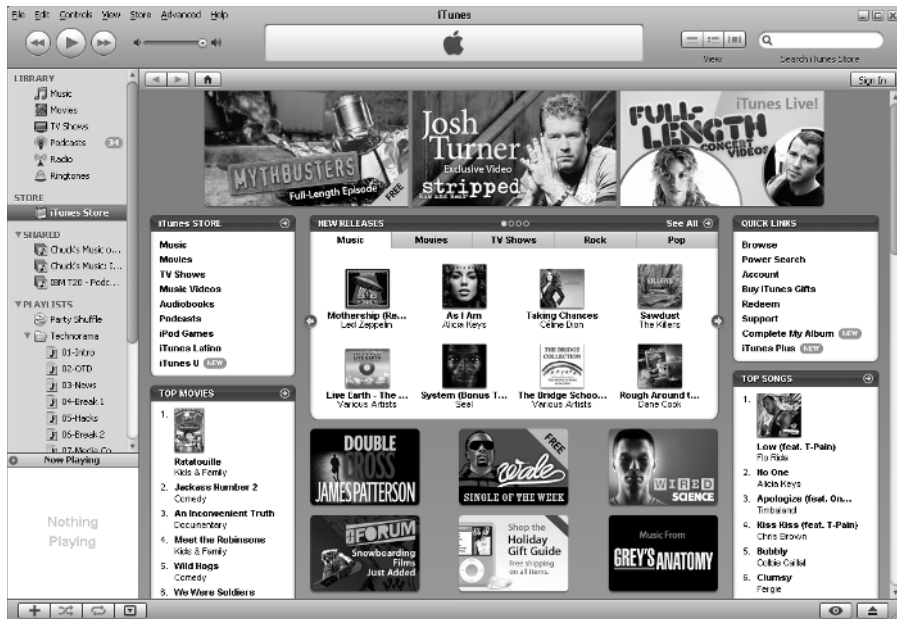 File Edit Controls View Store Advanced Help
iTunes
View
Search iTunes Store
LIBRARY
Music
Movies
TV Shows
Podcasts 34
Radio
Ringtones
STORE
iTunes Store
SHARED
Chuck's Music o...
Chuck's Music: I...
IBM T20 - Podc...
PLAYLISTS
Party Shuffle
Technorama
01-Intro
02-OTD
03-News
04-Break 1
05-Hacks
06-Break 2
07-Media Co
Now Playing
Nothing
Playing
Sign In
MYTHBUSTERS
Full-Length Episode
FREE
Josh
Turner
Exclusive Video
stripped
iTunes Live!
FULL-
LENGTH
CONCERT
VIDEOS
iTunes STORE
Music
Movies
TV Shows
Music Videos
Audiobooks
Podcasts
iPod Games
iTunes Latino
iTunes U NEW
TOP MOVIES
1.
Ratatouille
Kids & Family
2. Jackass Number 2
Comedy
3. An Inconvenient Truth
Documentary
4. Meet the Robinsons
Kids & Family
5. Wild Hogs
Comedy
6. We Were Soldiers
NEW RELEASES
See All
Music Movies TV Shows Rock Pop
Mothership (Re...
Led Zeppelin
As I Am
Alicia Keys
Taking Chances
Céline Dion
Sawdust
The Killers
Live Earth - The ...
Various Artists
System (Bonus T...
Seal
THE BRIDGE
COLLECTION
The Bridge Schoo...
Various Artists
Rough Around t...
Dane Cook
DOUBLE
CROSS
JAMES PATTERSON
FREE
Wale
SINGLE OF THE WEEK
WIRED
SCIENCE
FORUM
Snowboarding
Films
Just Added
Shop the
Holiday
Gift Guide
Free shipping
on all items.
Music From
GREY'S ANATOMY
QUICK LINKS
Browse
Power Search
Account
Buy iTunes Gifts
Redeem
Support
Complete My Album NEW
iTunes Plus NEW
TOP SONGS
1.
Low (feat. T-Pain)
Flo Rida
2. No One
Alicia Keys
3. Apologize (feat. On...
Timbaland
4. Kiss Kiss (feat. T-Pain)
Chris Brown
5. Bubbly
Colbie Caillat
6. Clumsy
Fergie